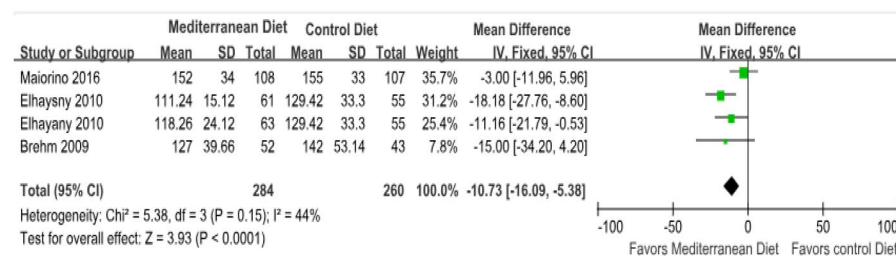 Mediterranean Diet Control Diet Mean Difference Mean Difference
Study or Subgroup Mean SD Total Mean SD Total Weight IV, Fixed, 95% CI IV, Fixed, 95% CI
Maiorino 2016 152 34 108 155 33 107 35.7% -3.00 [-11.96, 5.96]
Elhaysny 2010 111.24 15.12 61 129.42 33.3 55 31.2% -18.18 [-27.76, -8.60]
Elhayany 2010 118.26 24.12 63 129.42 33.3 55 25.4% -11.16 [-21.79, -0.53]
Brehm 2009 127 39.66 52 142 53.14 43 7.8% -15.00 [-34.20, 4.20]
Total (95% CI) 284 260 100.0% -10.73 [-16.09, -5.38]
Heterogeneity: Chi² = 5.38, df = 3 (P = 0.15); I² = 44%
Test for overall effect: Z = 3.93 (P < 0.0001)
-100 -50 0 50 100
Favors Mediterranean Diet Favors control Diet